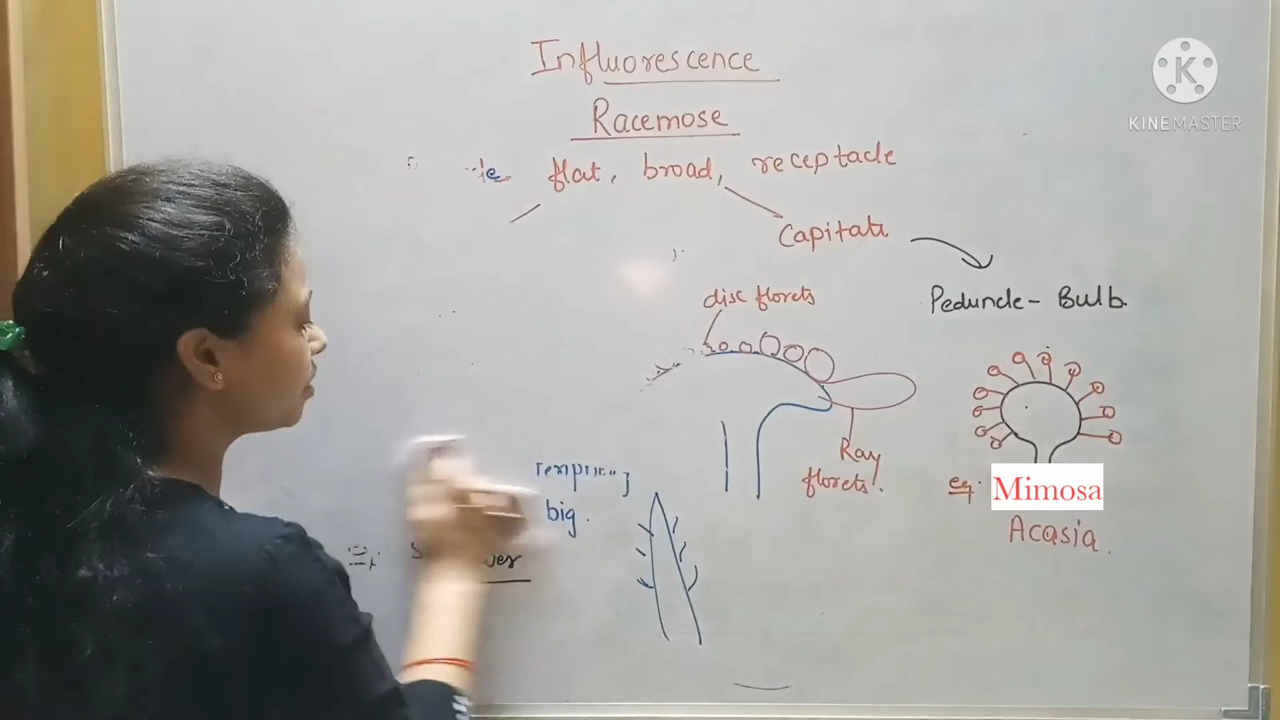 Influorescence
Racemose
flat, broad, receptacle
Capitate
disc florets
Peduncle - Bulb.
Ray
florets!
eg. Mimosa
Acasia.
big.
KINEMASTER